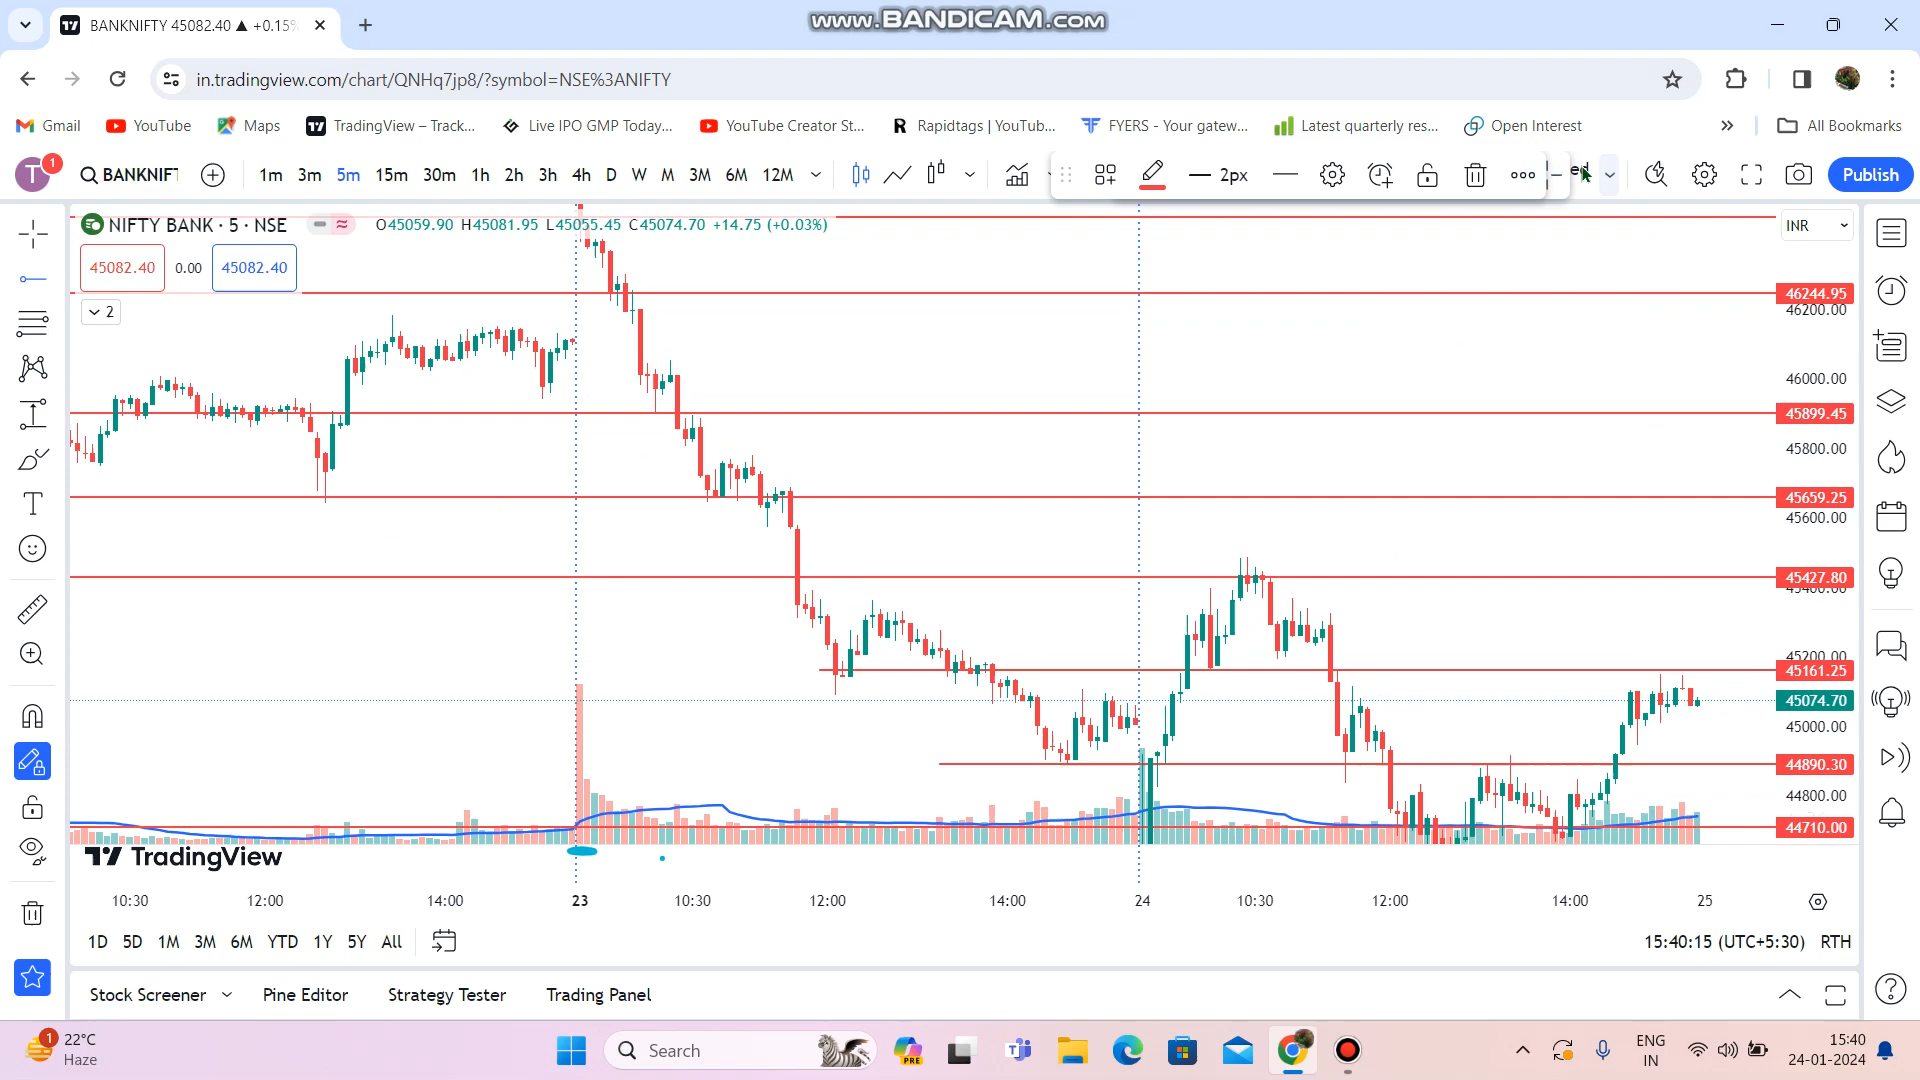 BANKNIFTY 45082.40 ▲ +0.15%
www.BANDICAM.com
in.tradingview.com/chart/QNHq7jp8/?symbol=NSE%3ANIFTY
Gmail YouTube Maps TradingView – Track... Live IPO GMP Today... YouTube Creator St... Rapidtags | YouTub... FYERS - Your gatew... Latest quarterly res... Open Interest » All Bookmarks
T 1 BANKNIFT 1m 3m 5m 15m 30m 1h 2h 3h 4h D W M 3M 6M 12M 2px Publish
NIFTY BANK · 5 · NSE O45059.90 H45081.95 L45055.45 C45074.70 +14.75 (+0.03%) INR
45082.40 0.00 45082.40
2
46244.95
46200.00
46000.00
45899.45
45800.00
45659.25
45600.00
45427.80
45400.00
45200.00
45161.25
45074.70
45000.00
44890.30
44800.00
44710.00
TradingView
10:30 12:00 14:00 23 10:30 12:00 14:00 24 10:30 12:00 14:00 25
1D 5D 1M 3M 6M YTD 1Y 5Y All 15:40:15 (UTC+5:30) RTH
Stock Screener Pine Editor Strategy Tester Trading Panel
1 22°C
Haze
Search
PRE
ENG
IN
15:40
24-01-2024